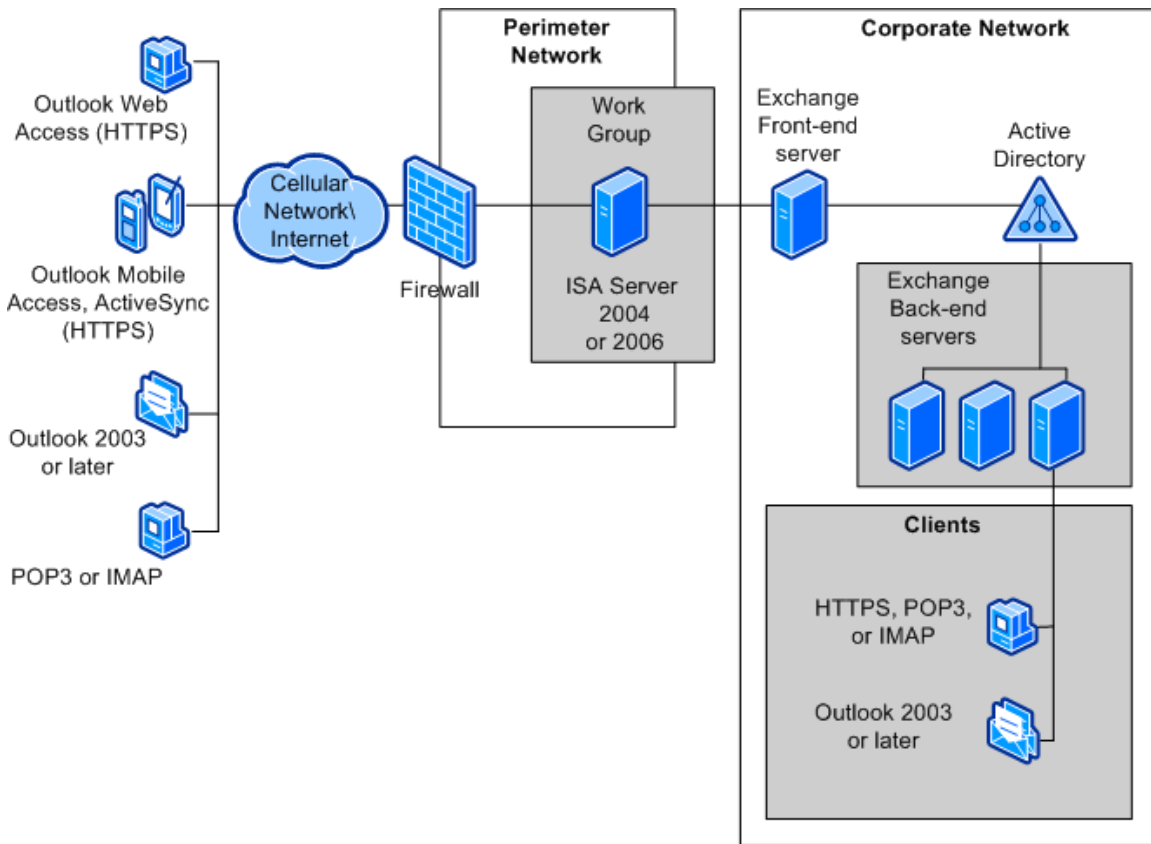 Outlook Web
Access (HTTPS)
Outlook Mobile
Access, ActiveSync
(HTTPS)
Outlook 2003
or later
POP3 or IMAP
Cellular
Network\
Internet
Firewall
Perimeter
Network
Work
Group
ISA Server
2004
or 2006
Corporate Network
Exchange
Front-end
server
Active
Directory
Exchange
Back-end
servers
Clients
HTTPS, POP3,
or IMAP
Outlook 2003
or later